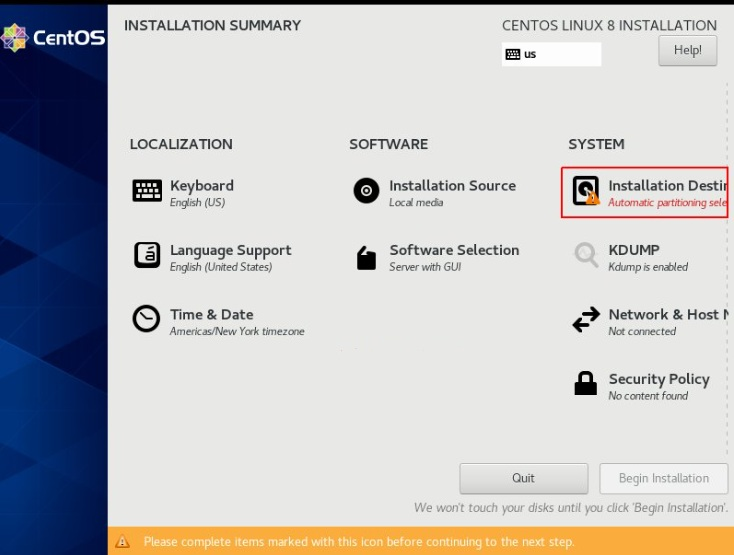 CentOS
INSTALLATION SUMMARY
CENTOS LINUX 8 INSTALLATION
us
Help!
LOCALIZATION
Keyboard
English (US)
Language Support
English (United States)
Time & Date
Americas/New York timezone
SOFTWARE
Installation Source
Local media
Software Selection
Server with GUI
SYSTEM
Installation Destin
Automatic partitioning sele
KDUMP
Kdump is enabled
Network & Host N
Not connected
Security Policy
No content found
Quit
Begin Installation
We won't touch your disks until you click 'Begin Installation'.
Please complete items marked with this icon before continuing to the next step.